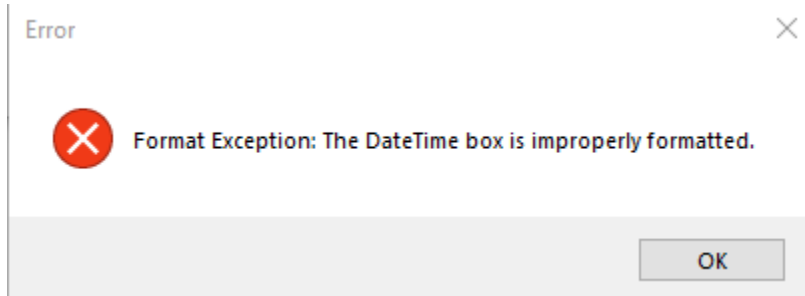 Error
Format Exception: The DateTime box is improperly formatted.
OK